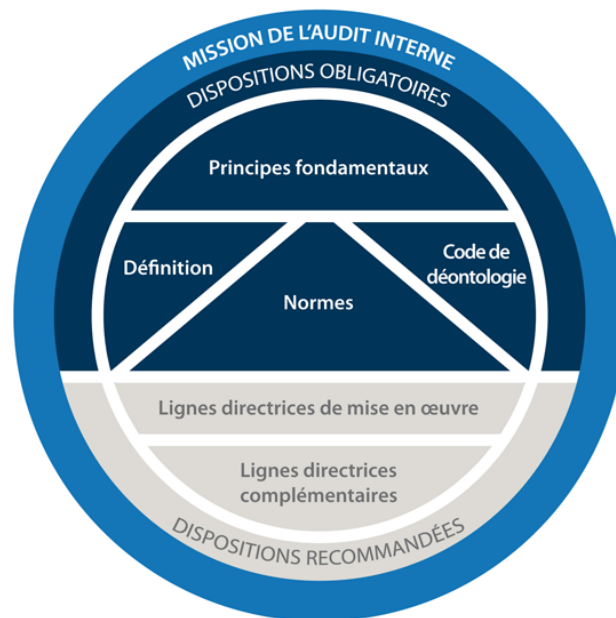 MISSION DE L'AUDIT INTERNE
DISPOSITIONS OBLIGATOIRES
Principes fondamentaux
Définition
Code de
déontologie
Normes
Lignes directrices de mise en œuvre
Lignes directrices
complémentaires
DISPOSITIONS RECOMMANDÉES